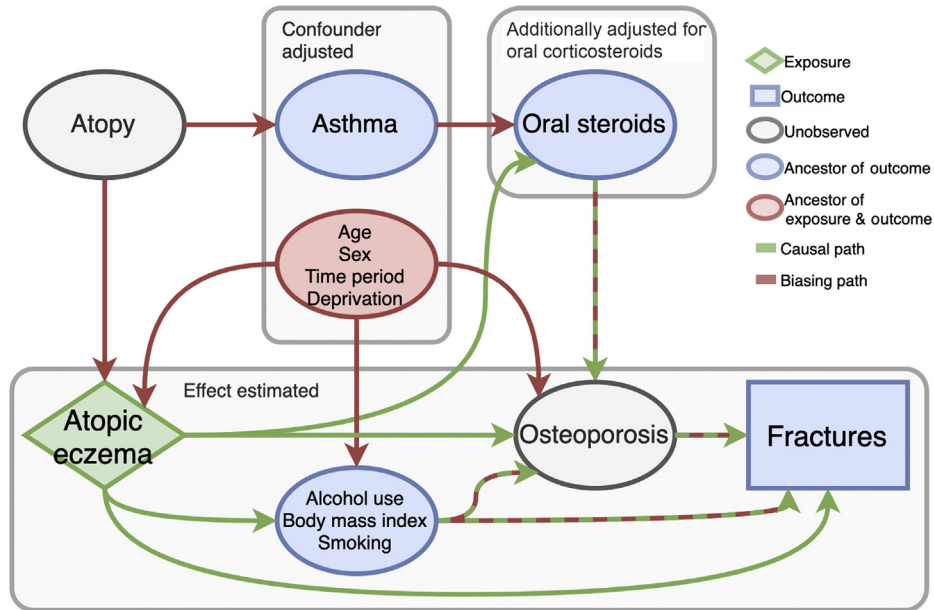 Confounder
adjusted
Additionally adjusted for
oral corticosteroids
Atopy
Asthma
Oral steroids
Exposure
Outcome
Unobserved
Ancestor of outcome
Ancestor of
exposure & outcome
Causal path
Biasing path
Age
Sex
Time period
Deprivation
Effect estimated
Atopic
eczema
Osteoporosis
Fractures
Alcohol use
Body mass index
Smoking